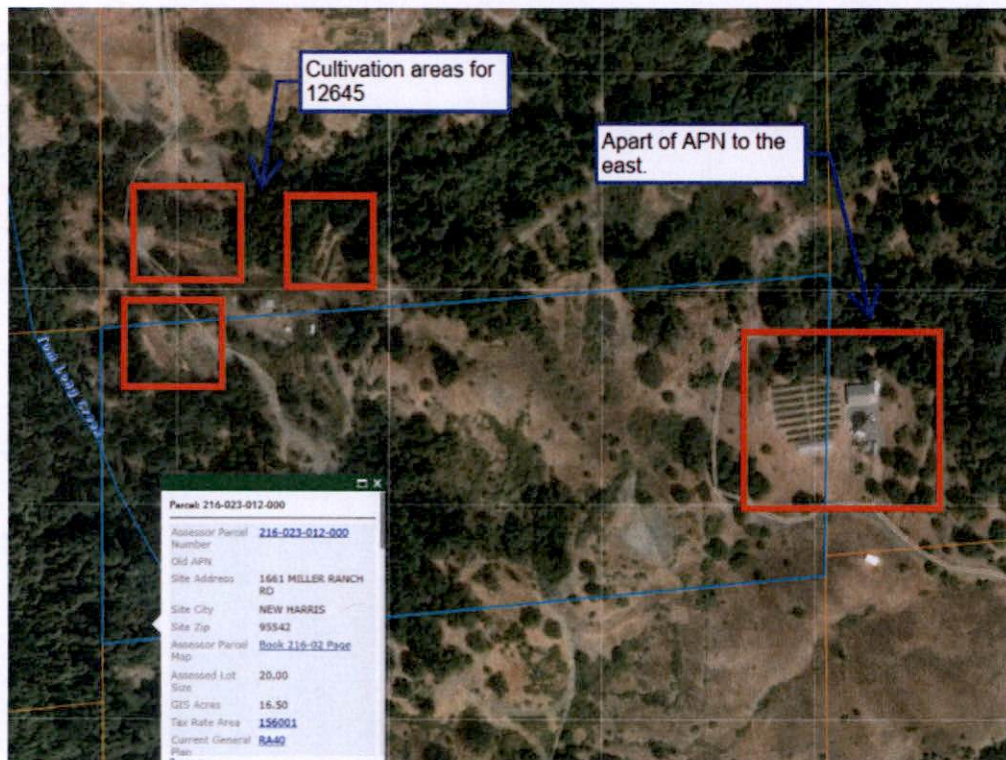 Cultivation areas for
12645
Apart of APN to the
east.
Tom Long Creek
Parcel: 216-023-012-000
Assessor Parcel Number 216-023-012-000
Old APN
Site Address 1661 MILLER RANCH RD
Site City NEW HARRIS
Site Zip 95542
Assessor Parcel Map Book 216-02 Page
Assessed Lot Size 20.00
GIS Acres 16.50
Tax Rate Area 156001
Current General Plan RA40